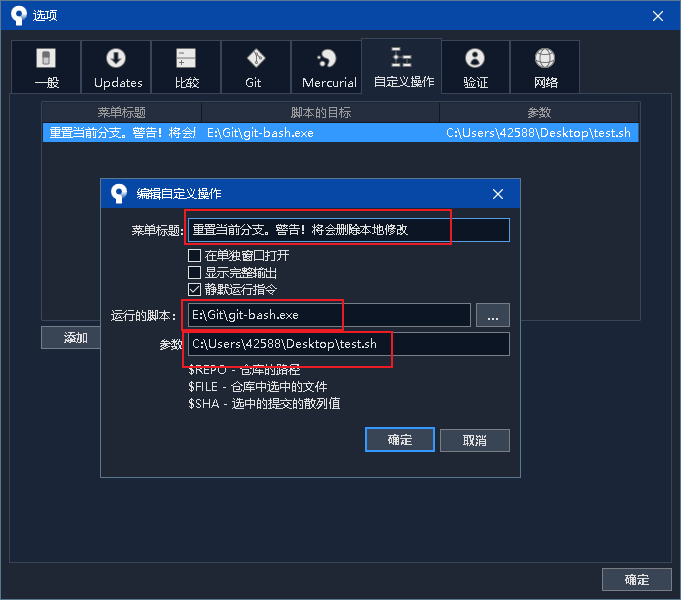 选项
一般
Updates
比较
Git
Mercurial
自定义操作
验证
网络
菜单标题 脚本的目标 参数
重置当前分支。警告！将会 E:\Git\git-bash.exe C:\Users\42588\Desktop\test.sh
编辑自定义操作
菜单标题: 重置当前分支。警告！将会删除本地修改
在单独窗口打开
显示完整输出
静默运行指令
运行的脚本: E:\Git\git-bash.exe ...
参数 C:\Users\42588\Desktop\test.sh
$REPO - 仓库的路径
$FILE - 仓库中选中的文件
$SHA - 选中的提交的散列值
确定 取消
添加
确定